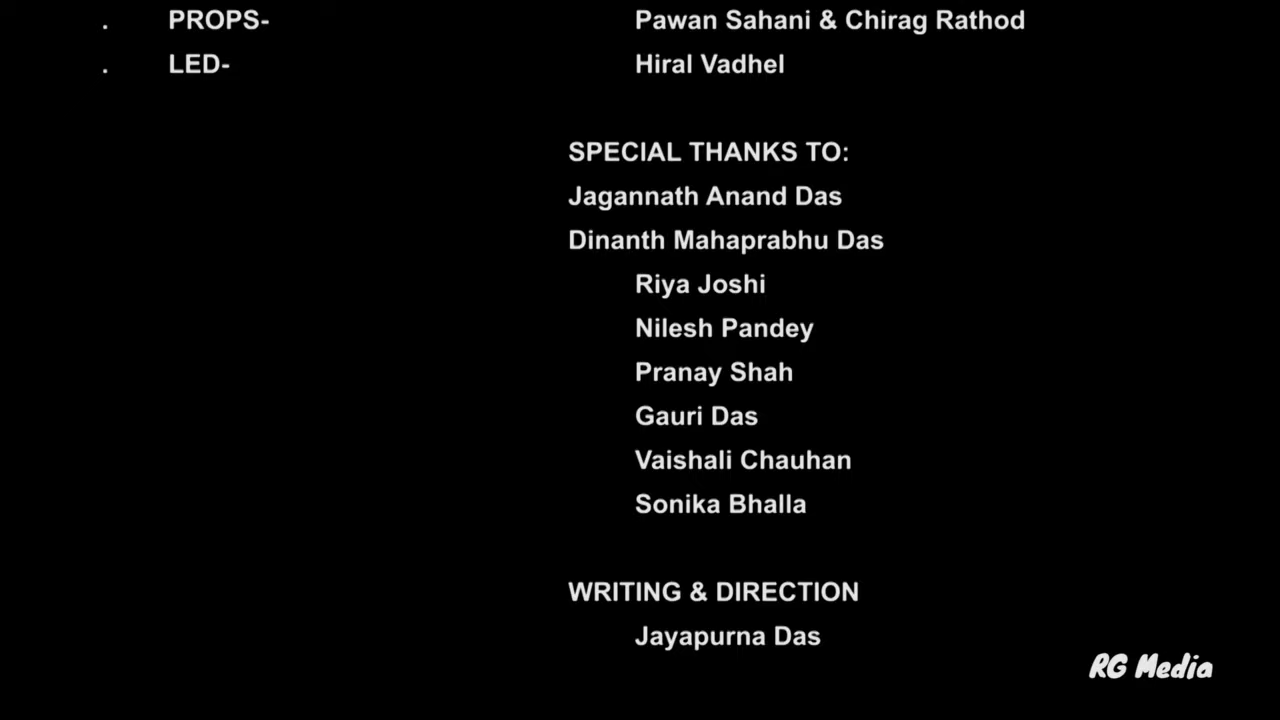 . PROPS- Pawan Sahani & Chirag Rathod
. LED- Hiral Vadhel
SPECIAL THANKS TO:
Jagannath Anand Das
Dinanth Mahaprabhu Das
Riya Joshi
Nilesh Pandey
Pranay Shah
Gauri Das
Vaishali Chauhan
Sonika Bhalla
WRITING & DIRECTION
Jayapurna Das
RG Media